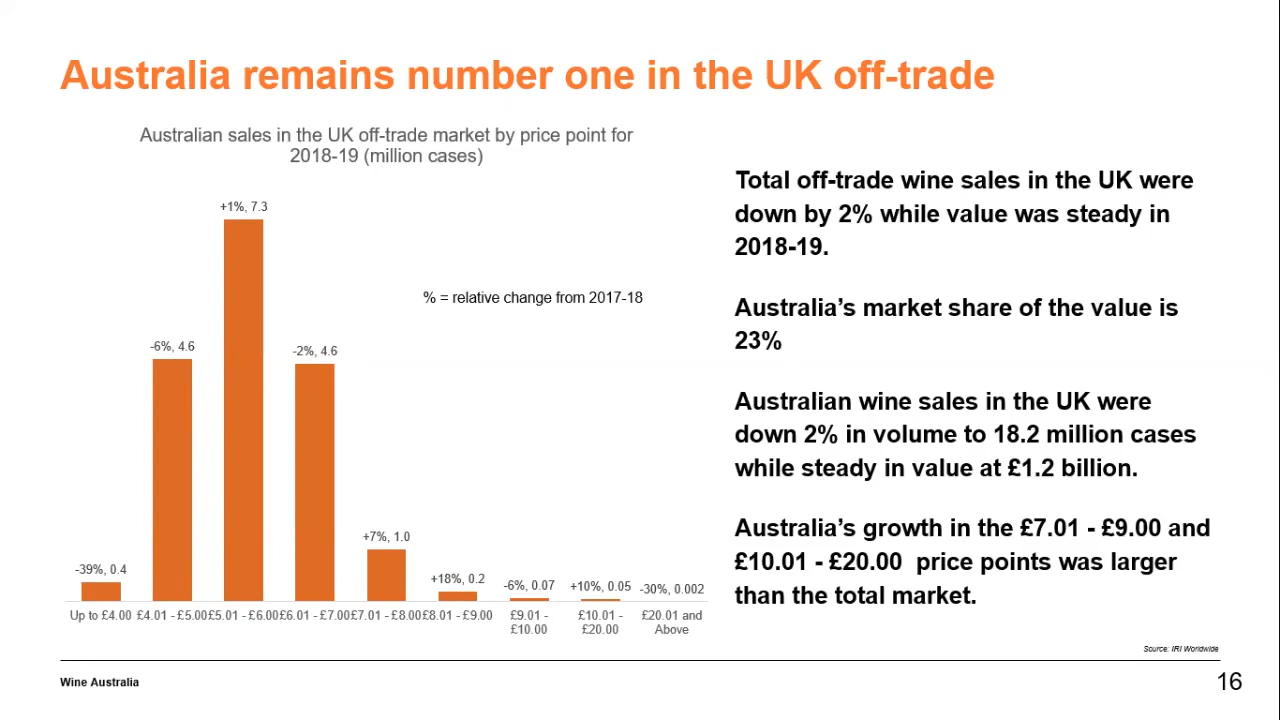 Australia remains number one in the UK off-trade
Australian sales in the UK off-trade market by price point for
2018-19 (million cases)
+1%, 7.3
-6%, 4.6
-2%, 4.6
+7%, 1.0
-39%, 0.4
+18%, 0.2
-6%, 0.07
+10%, 0.05
-30%, 0.002
% = relative change from 2017-18
Up to £4.00
£4.01 - £5.00
£5.01 - £6.00
£6.01 - £7.00
£7.01 - £8.00
£8.01 - £9.00
£9.01 -
£10.00
£10.01 -
£20.00
£20.01 and
Above
Total off-trade wine sales in the UK were
down by 2% while value was steady in
2018-19.
Australia’s market share of the value is
23%
Australian wine sales in the UK were
down 2% in volume to 18.2 million cases
while steady in value at £1.2 billion.
Australia’s growth in the £7.01 - £9.00 and
£10.01 - £20.00  price points was larger
than the total market.
Source: IRI Worldwide
Wine Australia
16